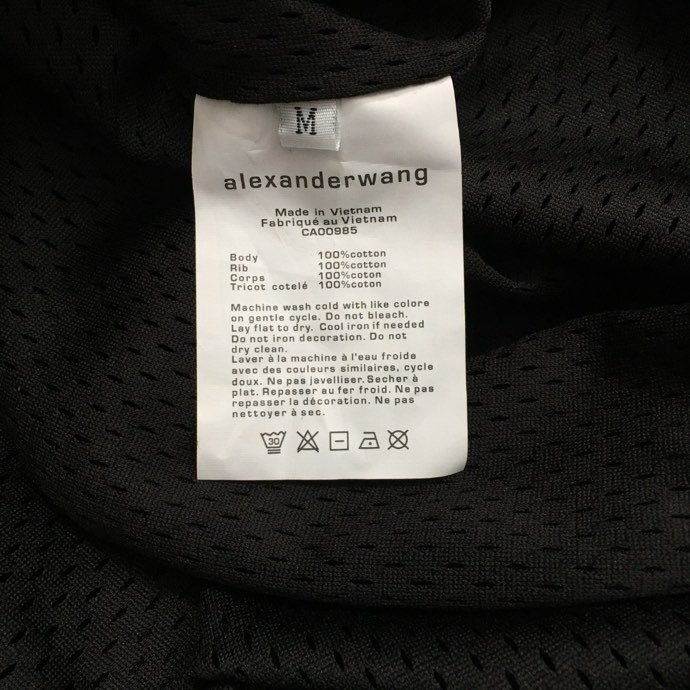 M
alexanderwang
Made in Vietnam
Fabriqué au Vietnam
CA00985
Body 100%cotton
Rib 100%cotton
Corps 100%coton
Tricot cotelé 100%coton
Machine wash cold with like colore
on gentle cycle. Do not bleach.
Lay flat to dry. Cool iron if needed
Do not iron decoration. Do not
dry clean.
Laver à la machine à l'eau froide
avec des couleurs similaires, cycle
doux. Ne pas javelliser. Secher à
plat. Repasser au fer froid. Ne pas
repasser la décoration. Ne pas
nettoyer à sec.
30